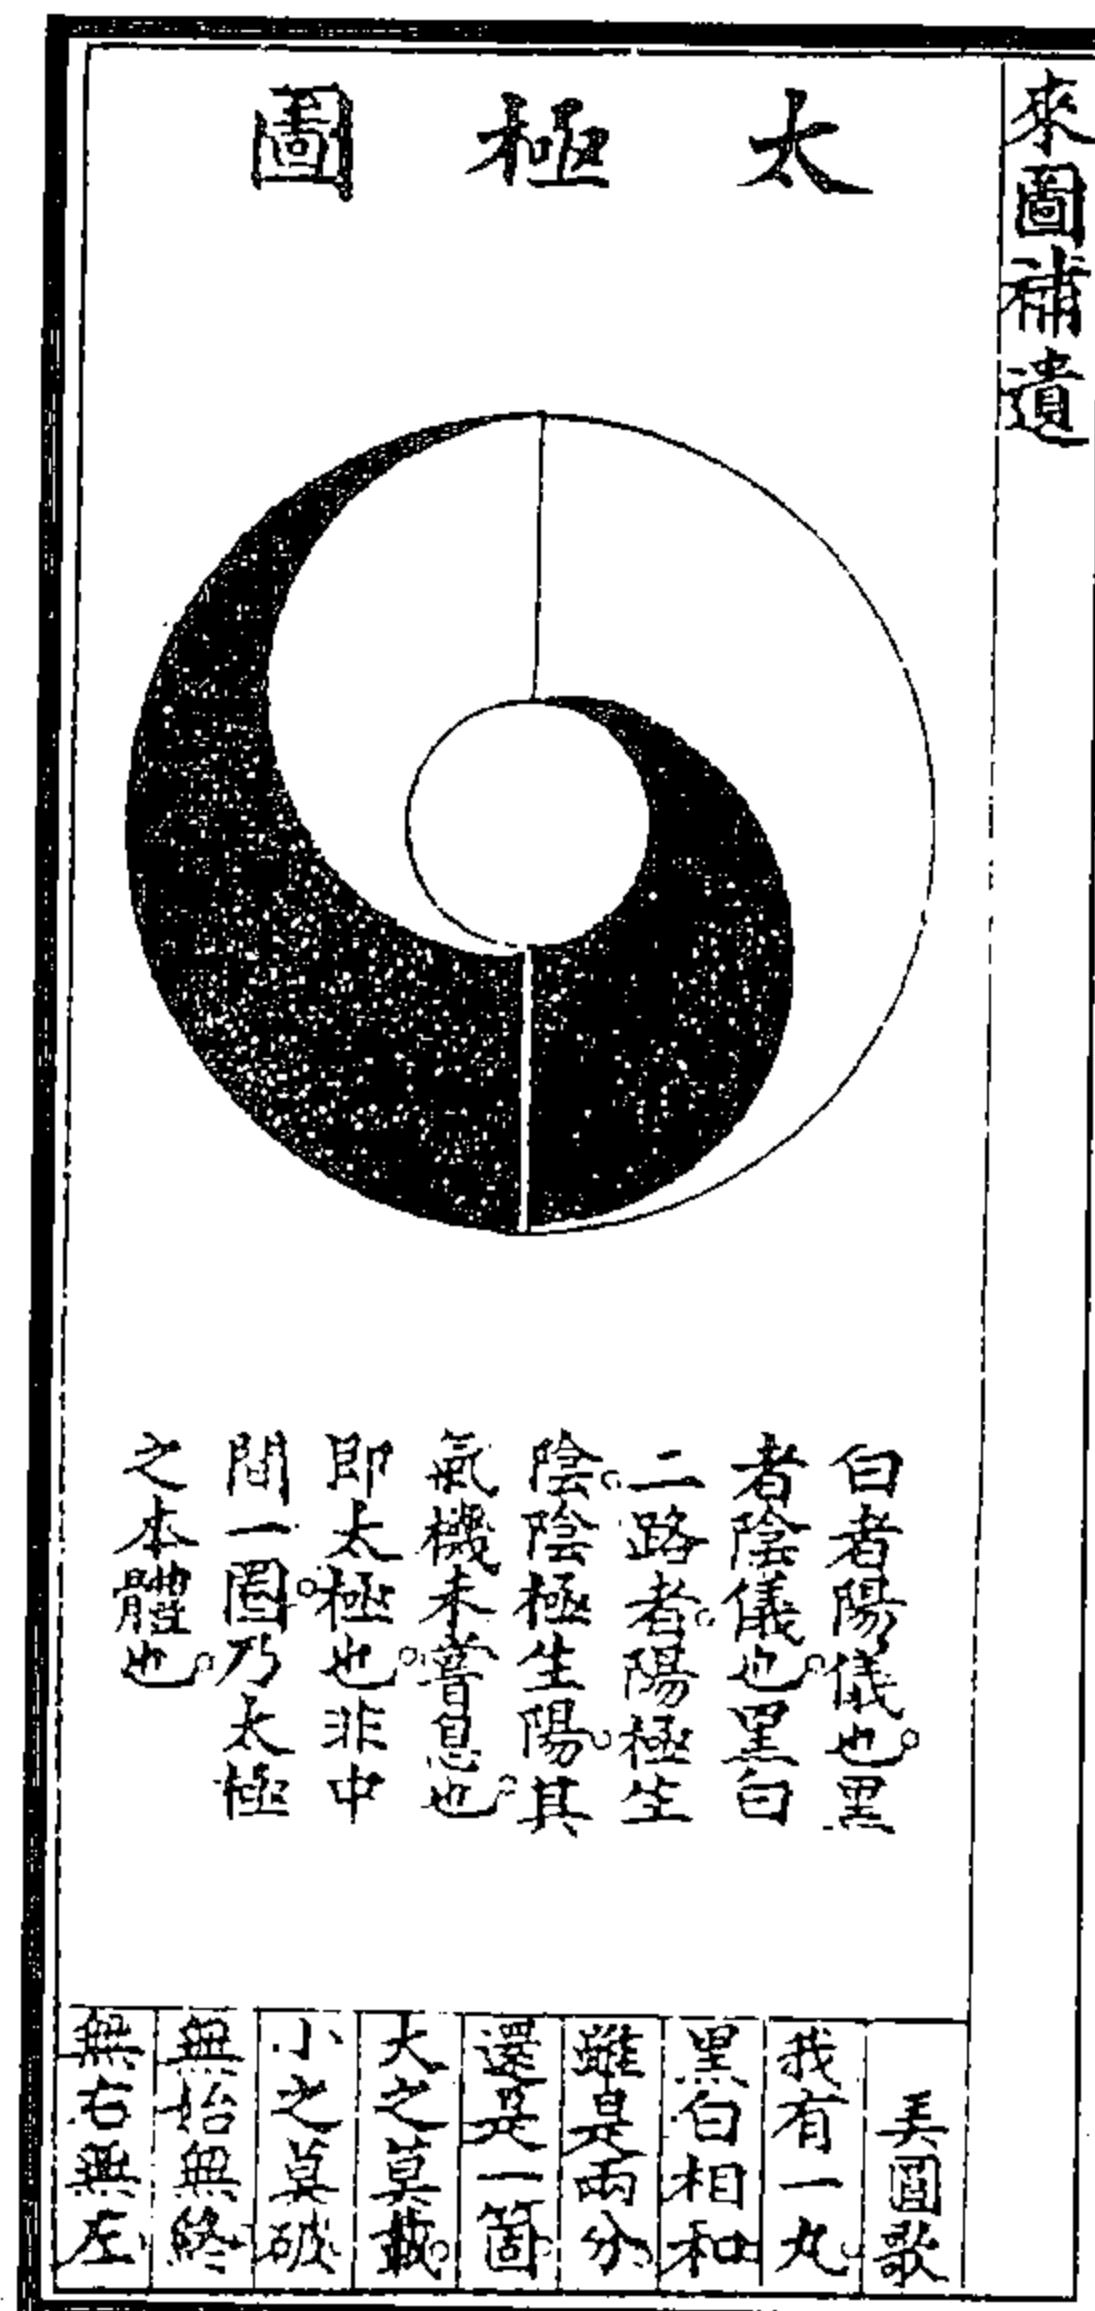 來圖補遺
太極圖
白者陽儀也。黑
者陰儀也。黑白
二路者。陽極生
陰。陰極生陽。其
氣機未嘗息也。
即太極也。非中
間一圈。乃太極
之本體也。
弄圓歌
我有一丸。
黑白相和。
雖是兩分。
還是一箇。
大之莫載。
小之莫破
無始無終
無右無左